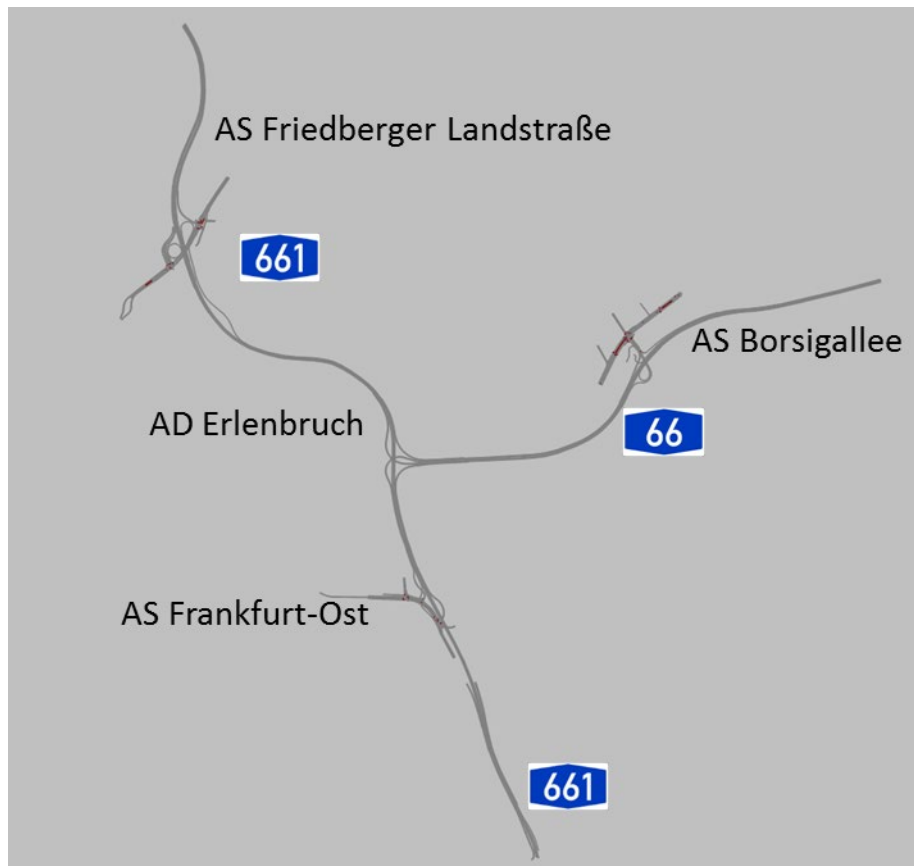 AS Friedberger Landstraße
661
AS Borsigallee
AD Erlenbruch
66
AS Frankfurt-Ost
661